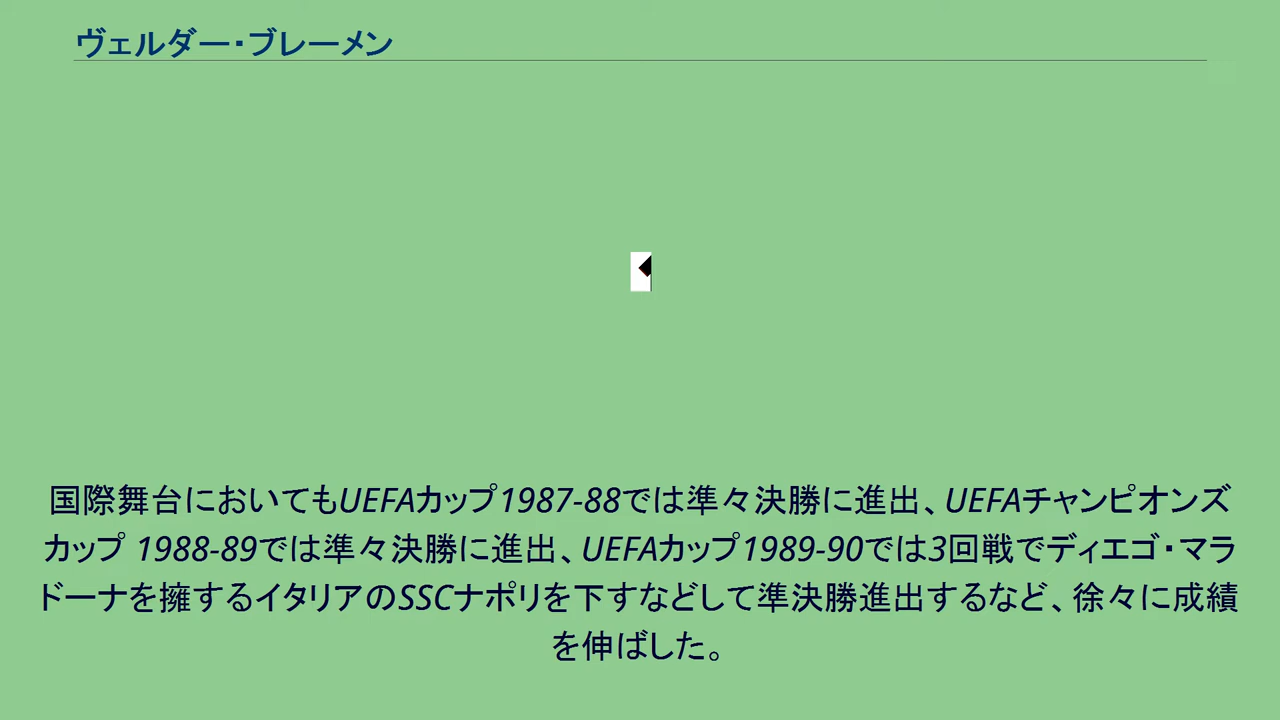 ヴェルダー・ブレーメン
国際舞台においてもUEFAカップ1987-88では準々決勝に進出、UEFAチャンピオンズ
カップ 1988-89では準々決勝に進出、UEFAカップ1989-90では3回戦でディエゴ・マラ
ドーナを擁するイタリアのSSCナポリを下すなどして準決勝進出するなど、徐々に成績
を伸ばした。